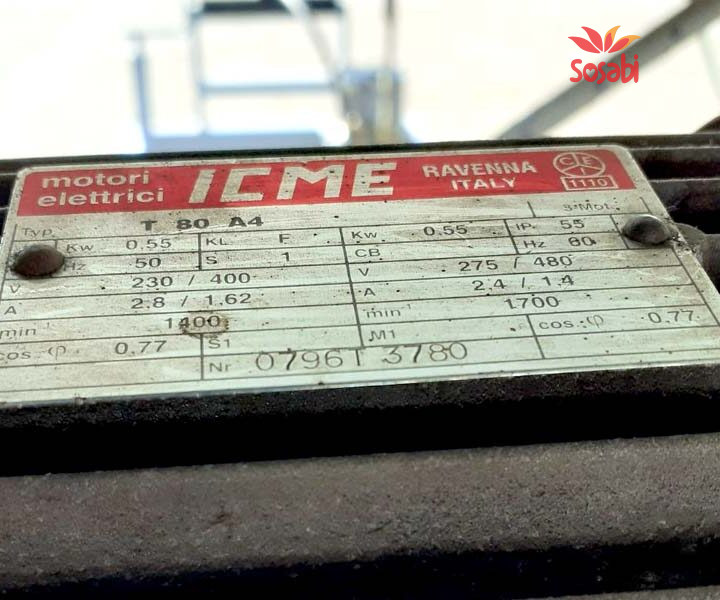 Sosabi
motori elettrici ICME RAVENNA ITALY CEI 1110
Typ. T 80 A4 3~Mot.
Kw 0,55 KL F Kw 0,55 IP 55
Hz 50 S 1 CB Hz 60
V 230 / 400 V 275 / 480
A 2,8 / 1,62 A 2,4 / 1,4
min⁻¹ 1400 min⁻¹ 1700
cos.φ 0,77 S1 M1 cos.φ 0,77
Nr 0796T 3780